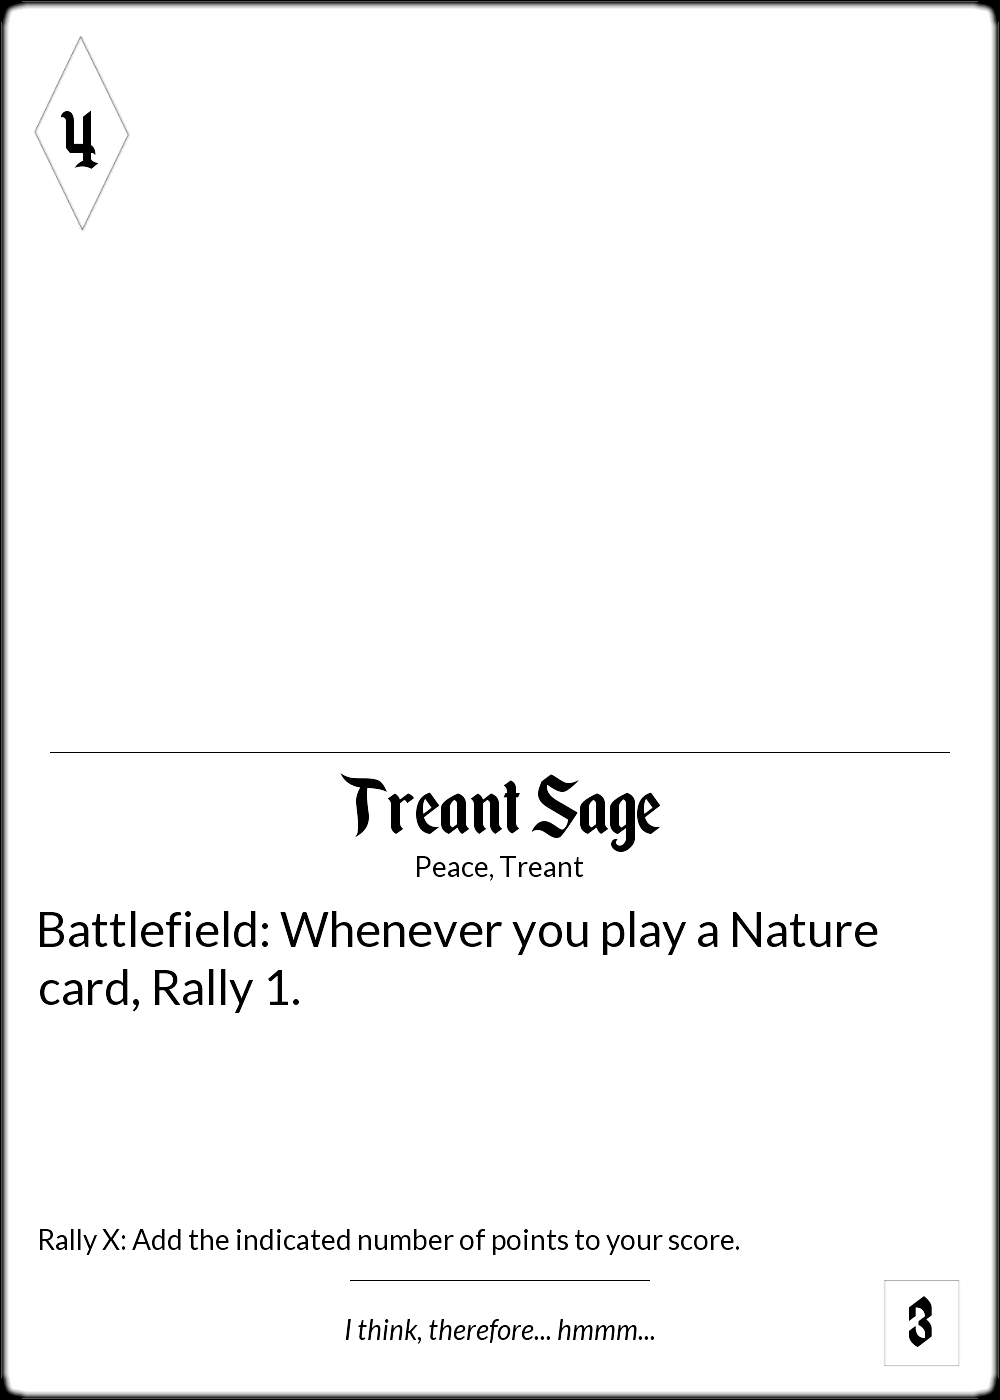 4
Treant Sage
Peace, Treant
Battlefield: Whenever you play a Nature
card, Rally 1.
Rally X: Add the indicated number of points to your score.
I think, therefore... hmmm...
3